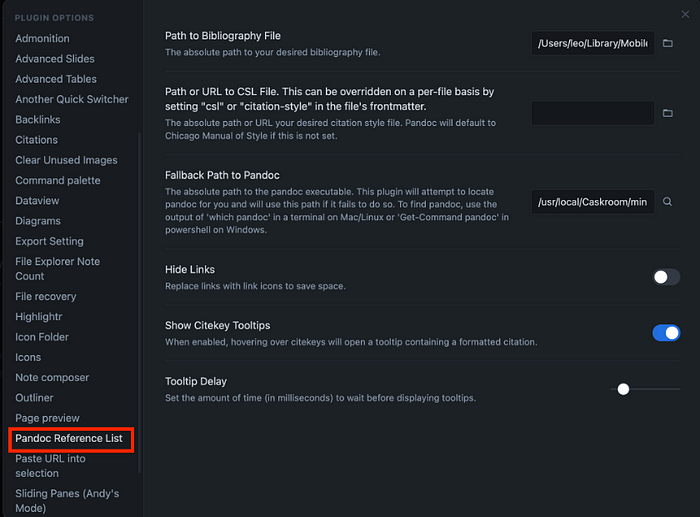 PLUGIN OPTIONS
Admonition
Advanced Slides
Advanced Tables
Another Quick Switcher
Backlinks
Citations
Clear Unused Images
Command palette
Dataview
Diagrams
Export Setting
File Explorer Note
Count
File recovery
Highlightr
Icon Folder
Icons
Note composer
Outliner
Page preview
Pandoc Reference List
Paste URL into
selection
Sliding Panes (Andy's
Mode)
Path to Bibliography File
The absolute path to your desired bibliography file.
/Users/leo/Library/Mobile
Path or URL to CSL File. This can be overridden on a per-file basis by
setting "csl" or "citation-style" in the file's frontmatter.
The absolute path or URL your desired citation style file. Pandoc will default to
Chicago Manual of Style if this is not set.
Fallback Path to Pandoc
The absolute path to the pandoc executable. This plugin will attempt to locate
pandoc for you and will use this path if it fails to do so. To find pandoc, use the
output of 'which pandoc' in a terminal on Mac/Linux or 'Get-Command pandoc' in
powershell on Windows.
/usr/local/Caskroom/min
Hide Links
Replace links with link icons to save space.
Show Citekey Tooltips
When enabled, hovering over citekeys will open a tooltip containing a formatted citation.
Tooltip Delay
Set the amount of time (in milliseconds) to wait before displaying tooltips.